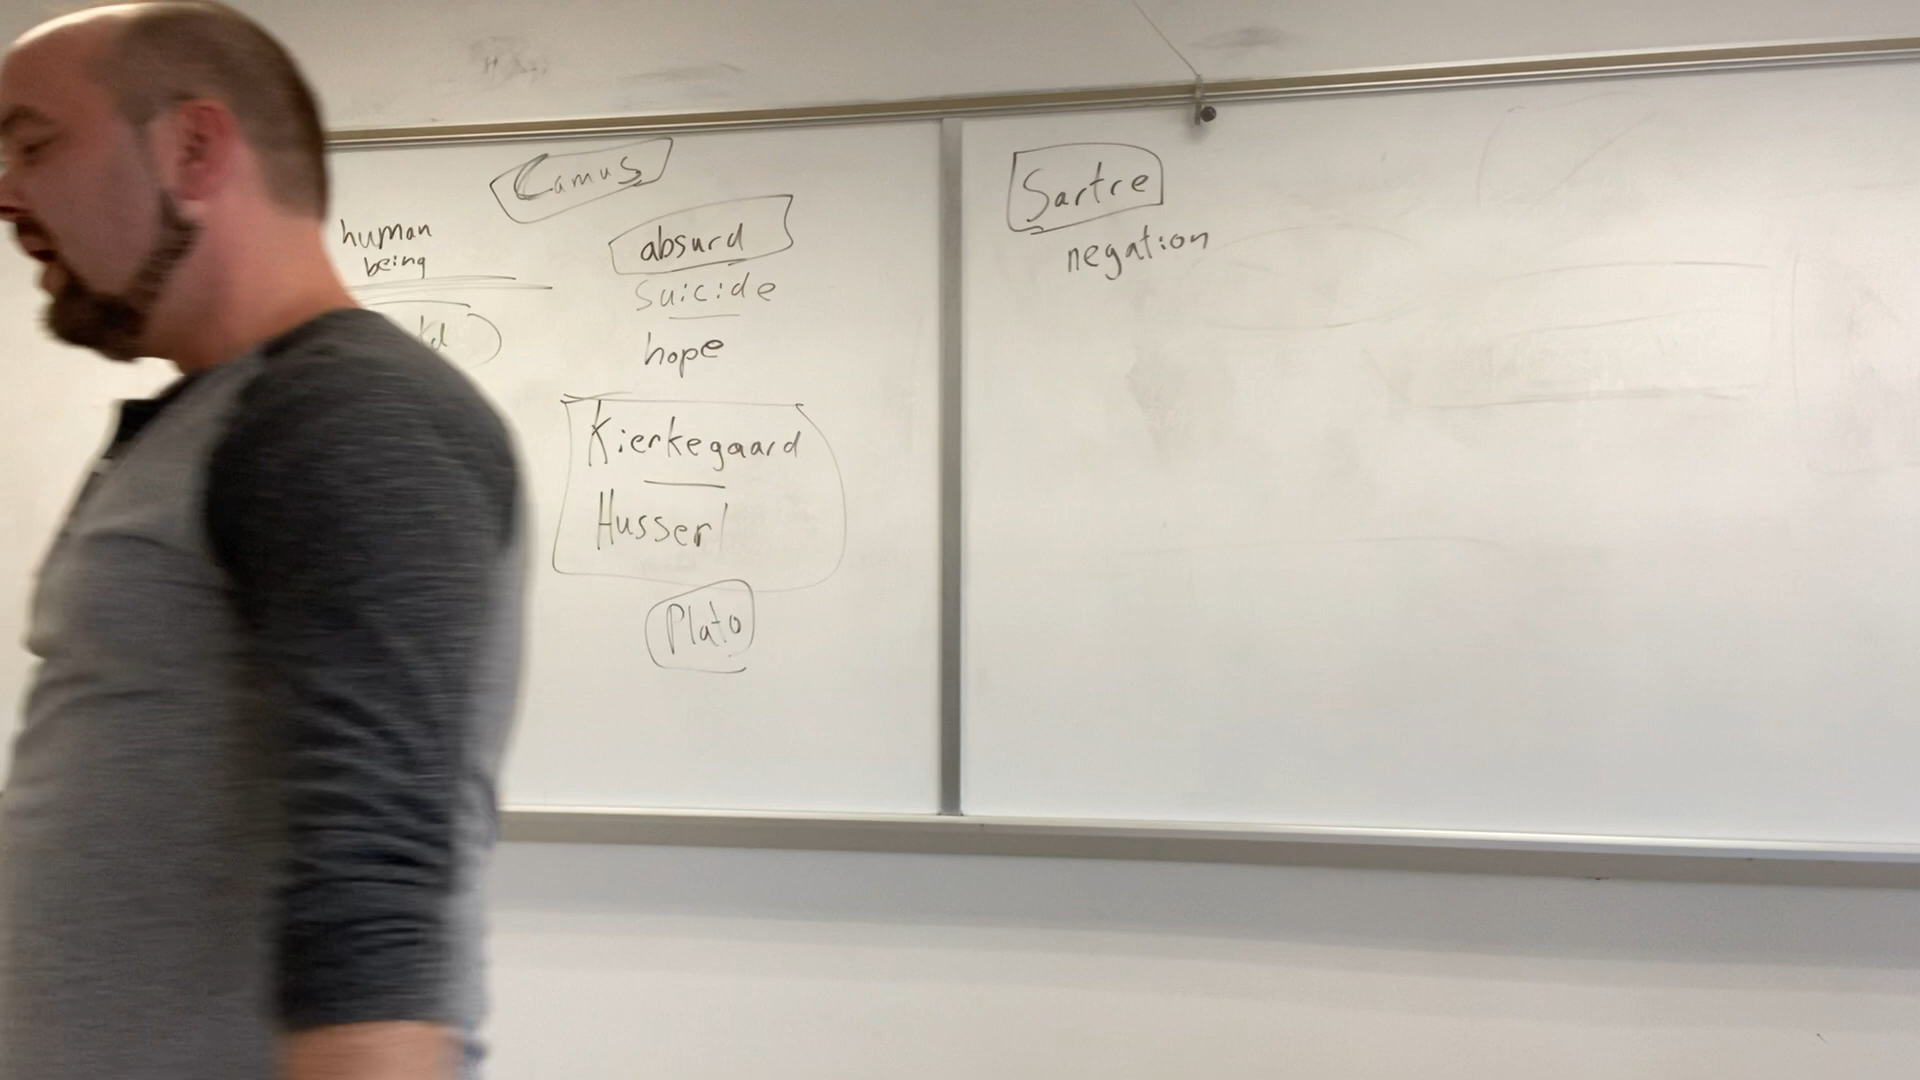 Camus
human
being
absurd
suicide
hope
Kierkegaard
Husserl
Plato
Sartre
negation